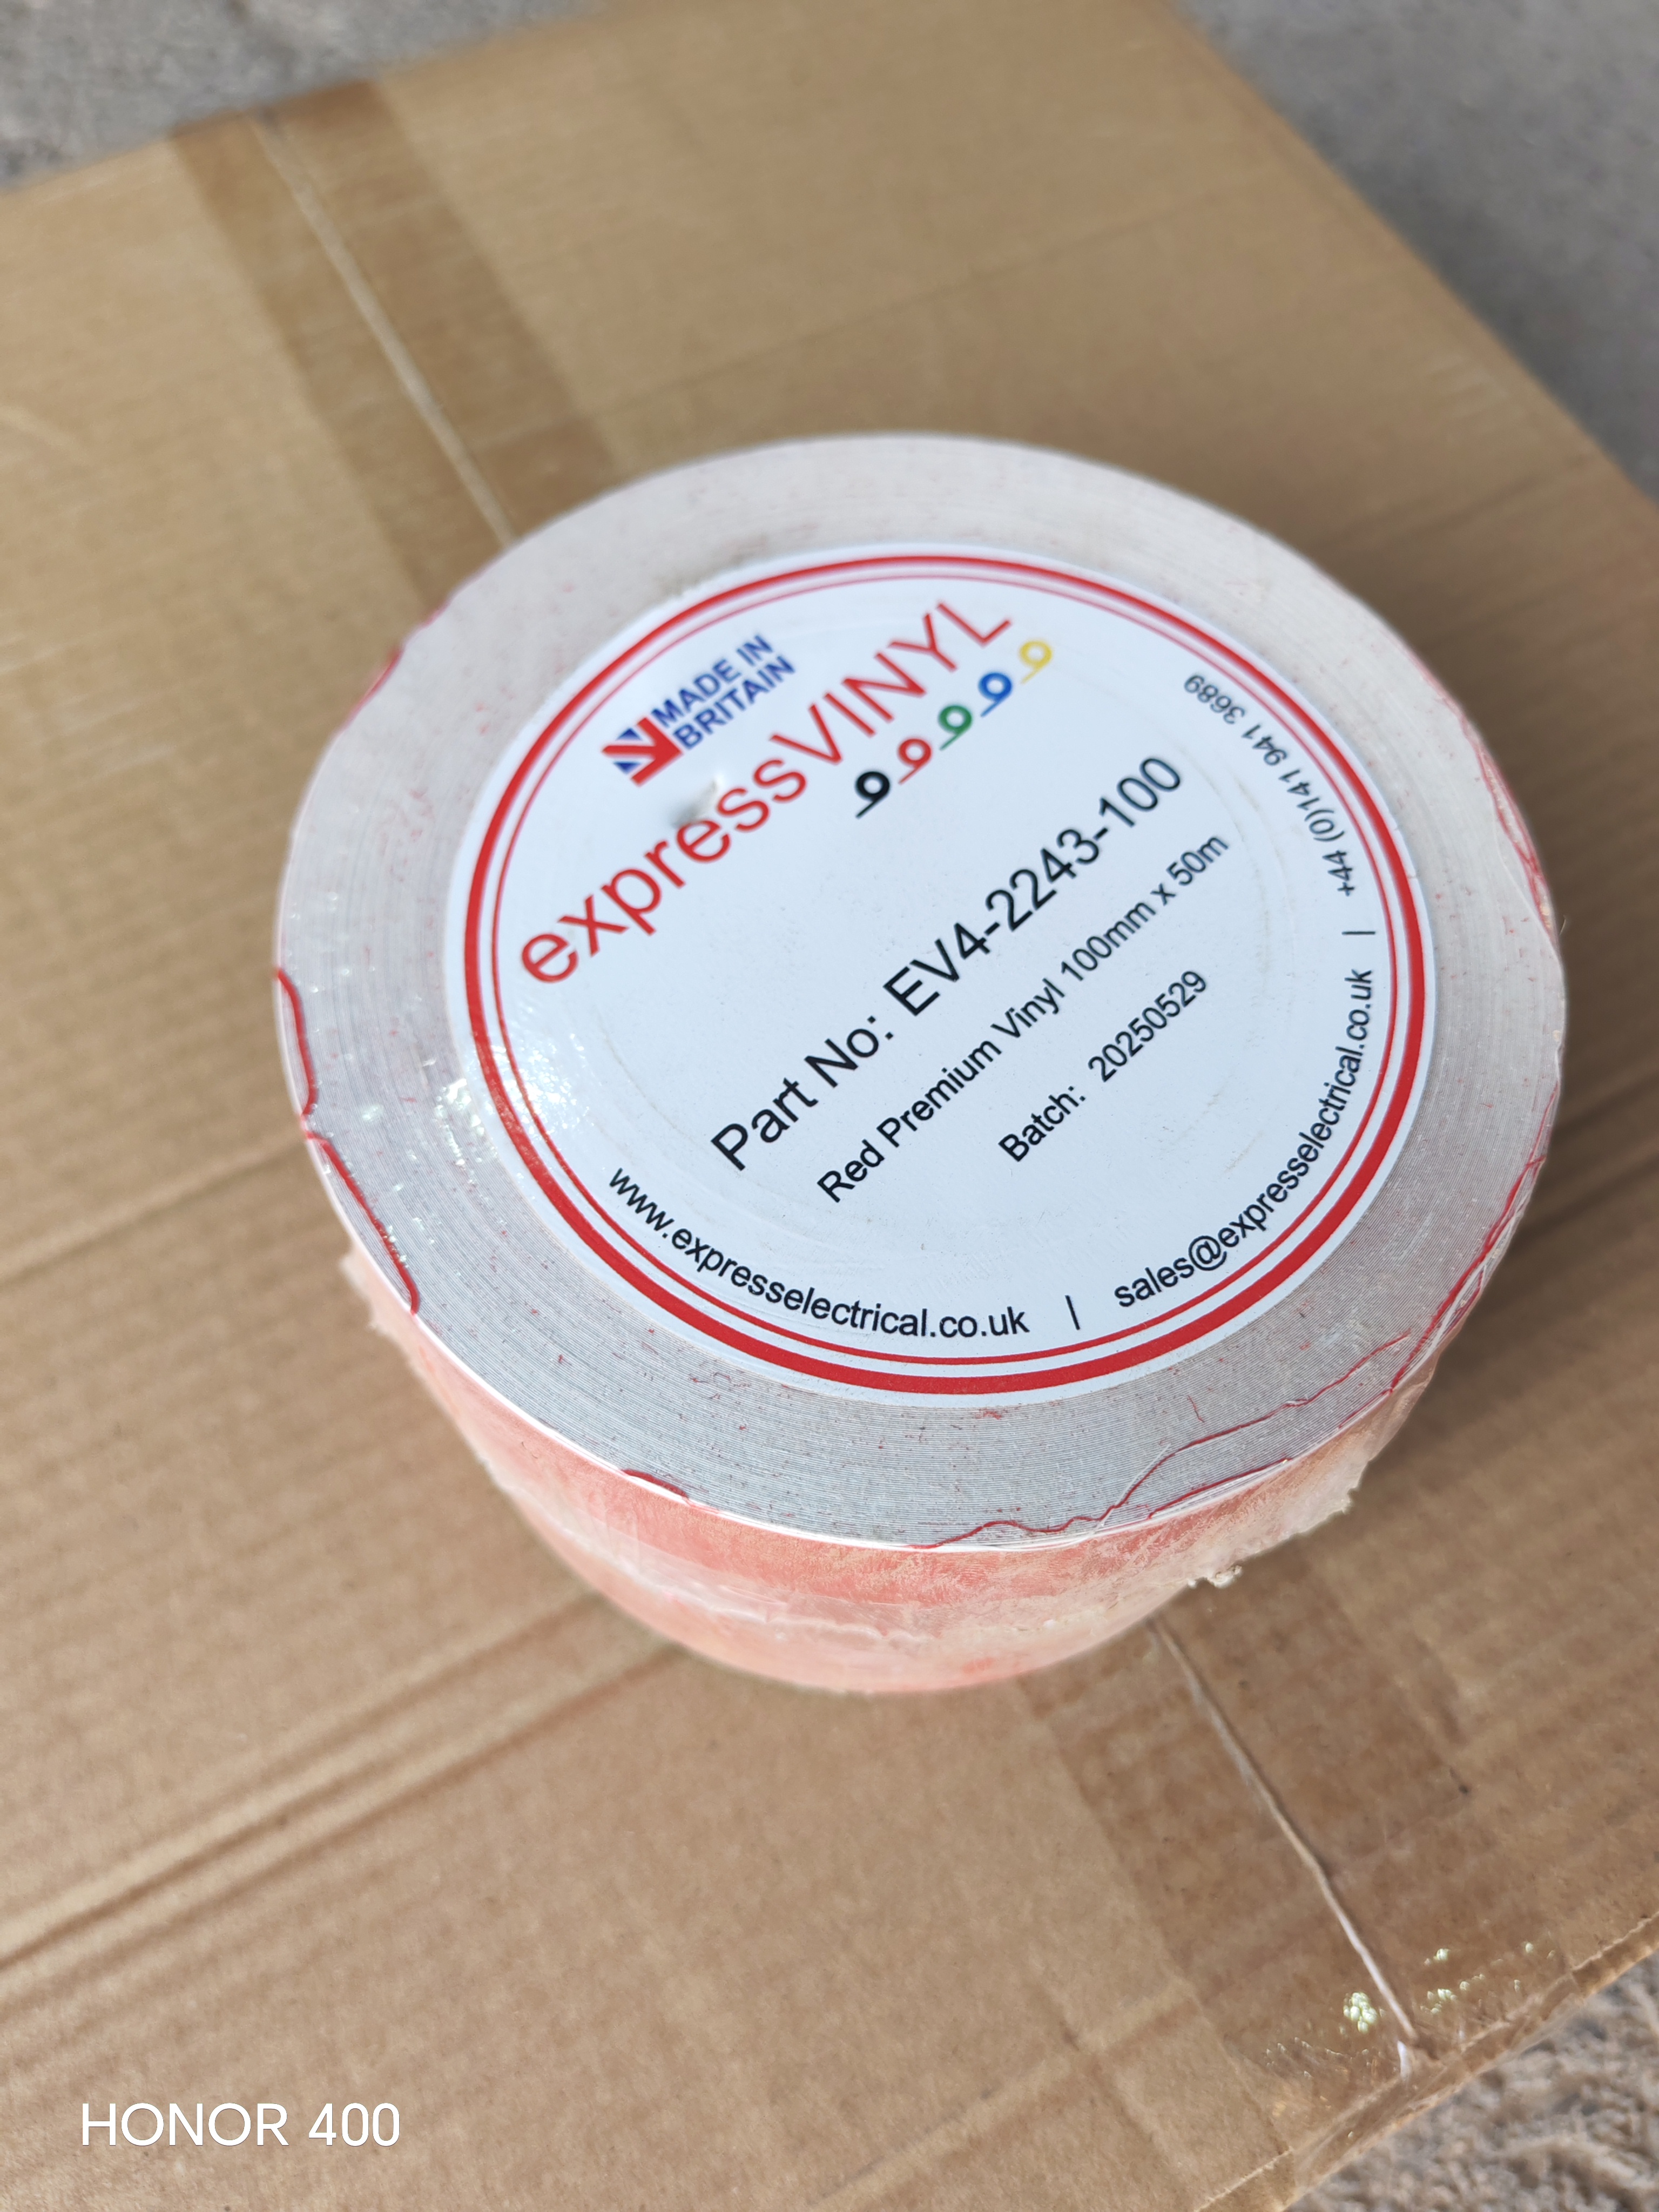 MADE IN
BRITAIN
expressVINYL
Part No: EV4-2243-100
Red Premium Vinyl 100mm x 50m
Batch: 20250529
www.expresselectrical.co.uk | sales@expresselectrical.co.uk | +44 (0)141 941 3689
HONOR 400